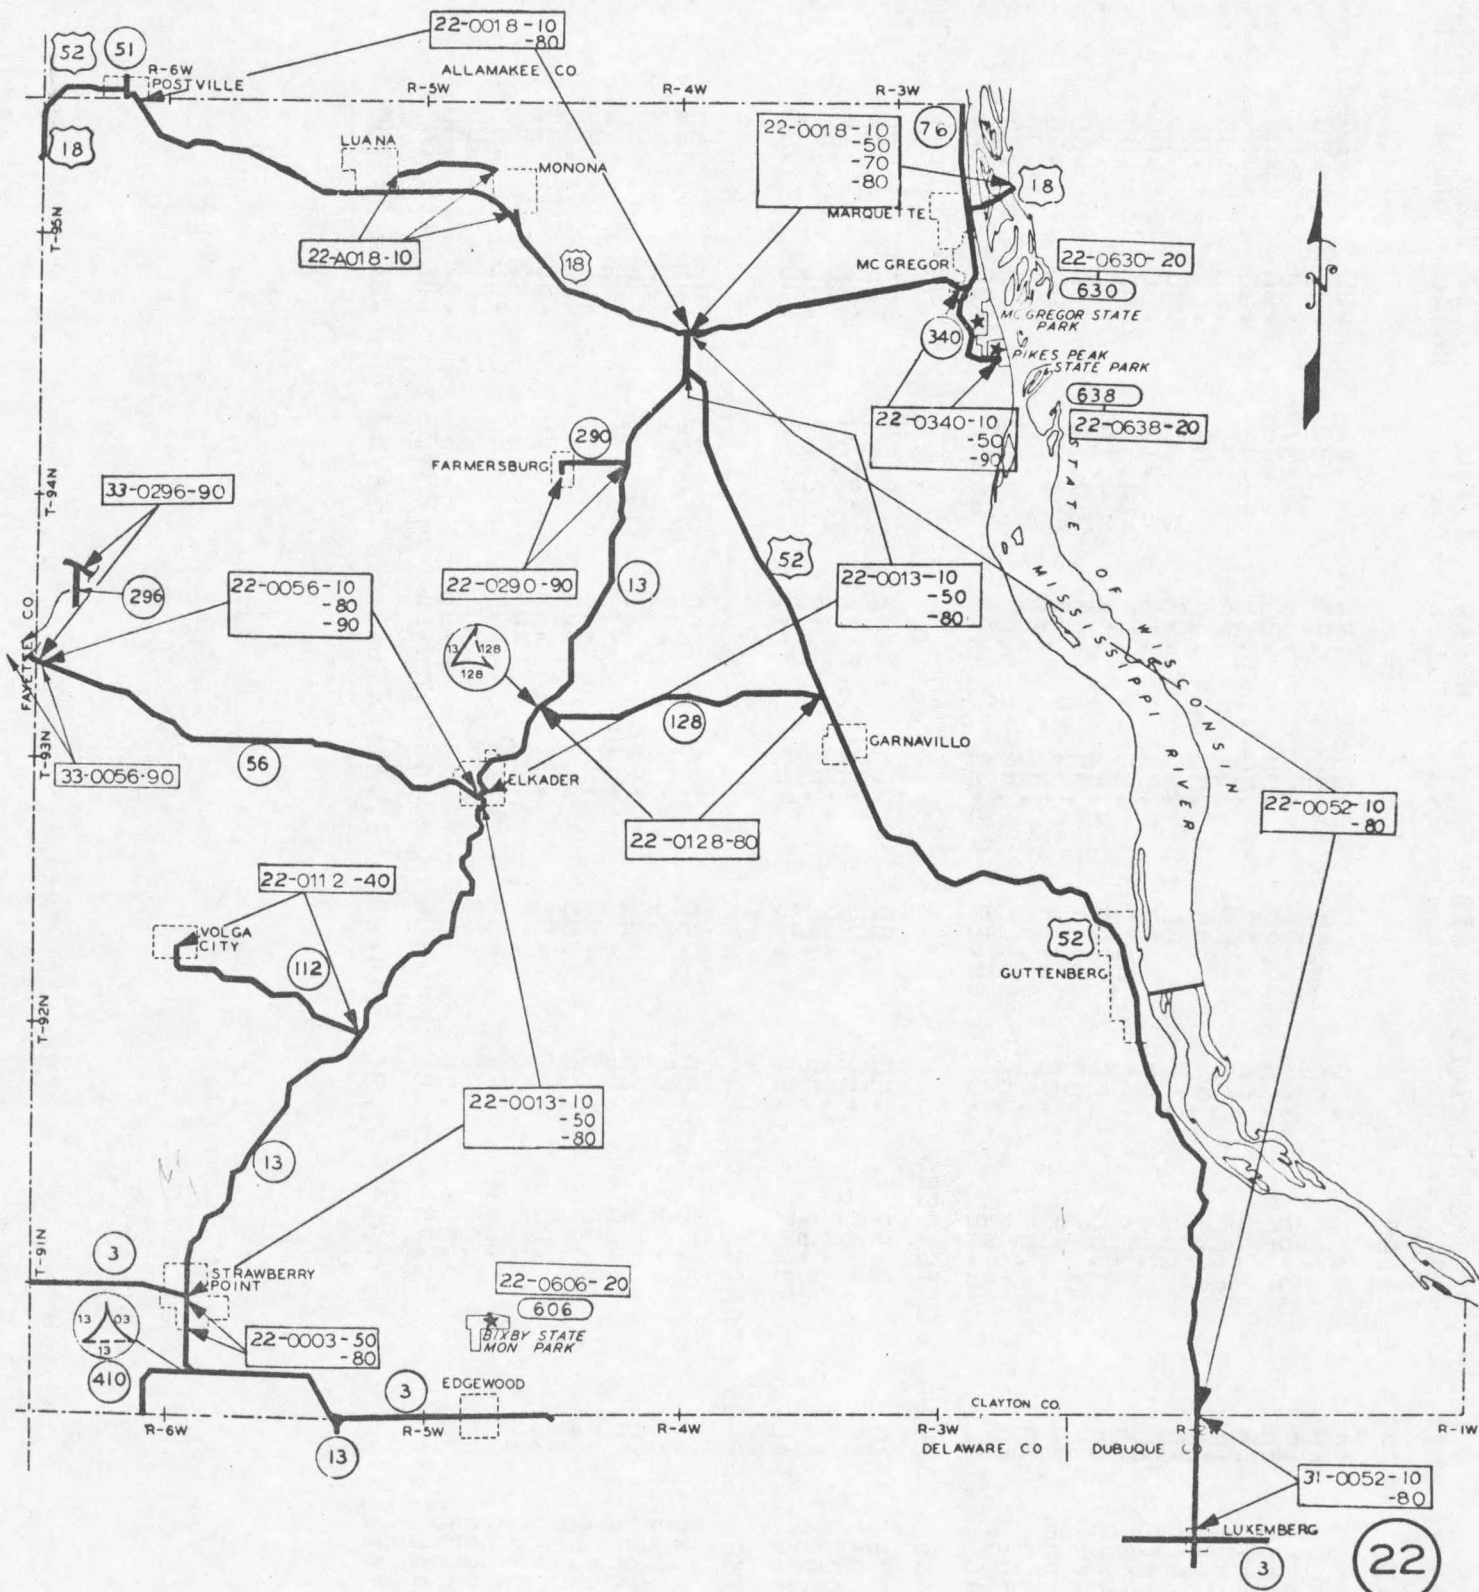 22-0018-10
-80
52
51
R-6W
POSTVILLE
ALLAMAKEE CO.
R-5W
R-4W
R-3W
18
LUANA
MONONA
22-0018-10
-50
-70
-80
76
18
MARQUETTE
T-95N
22-A018-10
18
MC GREGOR
22-0630-20
630
MC GREGOR STATE
PARK
340
PIKES PEAK
STATE PARK
638
22-0638-20
22-0340-10
-50
-90
N
290
FARMERSBURG
T-94N
33-0296-90
STATE OF WISCONSIN
MISSISSIPPI RIVER
52
22-0290-90
13
22-0013-10
-50
-80
296
22-0056-10
-80
-90
FAYETTE CO
13
128
128
128
GARNAVILLO
T-93N
33-0056-90
56
ELKADER
22-0128-80
22-0052-10
-80
22-0112-40
VOLGA
CITY
112
52
GUTTENBERG
T-92N
22-0013-10
-50
-80
13
T-91N
3
STRAWBERRY
POINT
22-0606-20
606
BIXBY STATE
MON PARK
13
03
13
22-0003-50
-80
410
3
EDGEWOOD
CLAYTON CO.
R-6W
R-5W
R-4W
R-3W
R-2W
R-1W
13
DELAWARE CO
DUBUQUE CO
31-0052-10
-80
LUXEMBERG
3
22